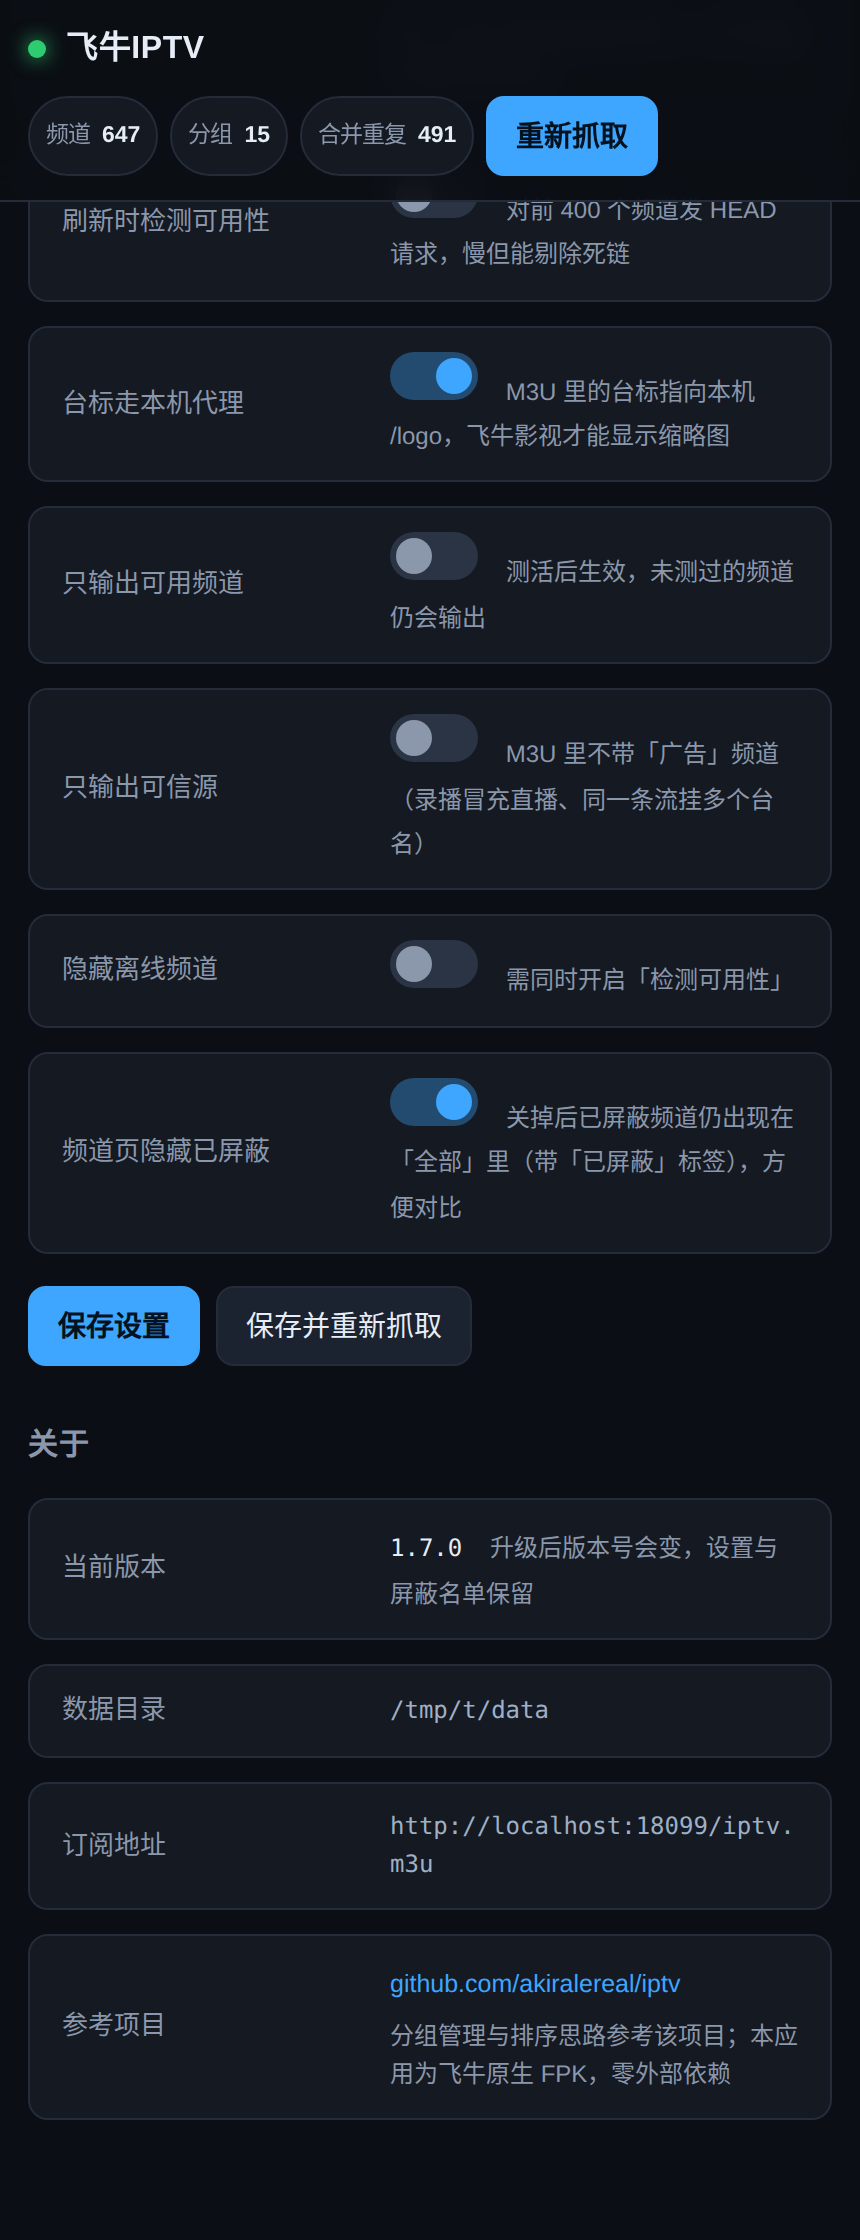 飞牛IPTV
频道 647
分组 15
合并重复 491
重新抓取
刷新时检测可用性
对前 400 个频道发 HEAD
请求，慢但能剔除死链
台标走本机代理
M3U 里的台标指向本机
/logo，飞牛影视才能显示缩略图
只输出可用频道
测活后生效，未测过的频道
仍会输出
只输出可信源
M3U 里不带「广告」频道
（录播冒充直播、同一条流挂多个台
名）
隐藏离线频道
需同时开启「检测可用性」
频道页隐藏已屏蔽
关掉后已屏蔽频道仍出现在
「全部」里（带「已屏蔽」标签），方
便对比
保存设置
保存并重新抓取
关于
当前版本
1.7.0 升级后版本号会变，设置与
屏蔽名单保留
数据目录
/tmp/t/data
订阅地址
http://localhost:18099/iptv.
m3u
参考项目
github.com/akiralereal/iptv
分组管理与排序思路参考该项目；本应
用为飞牛原生 FPK，零外部依赖